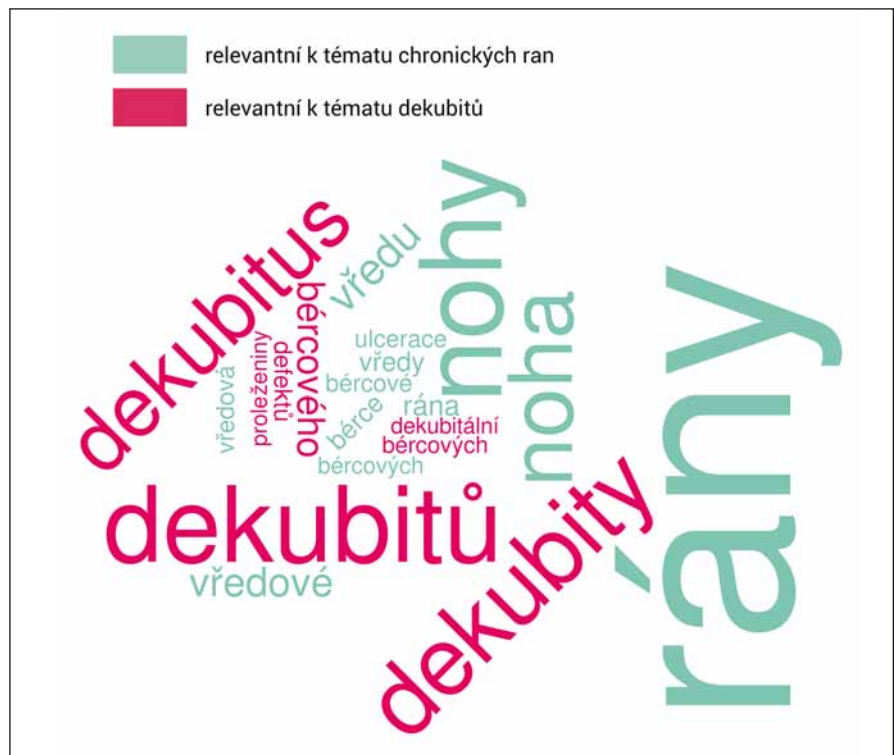 relevantní k tématu chronických ran
relevantní k tématu dekubitů
dekubitus
vředu
nohy
noha
rány
bércového
defektů
proleženiny
vředová
ulcerace
vředy
bércové
rána
bérce
dekubitální
bércových
bércových
dekubitů
vředové
dekubity